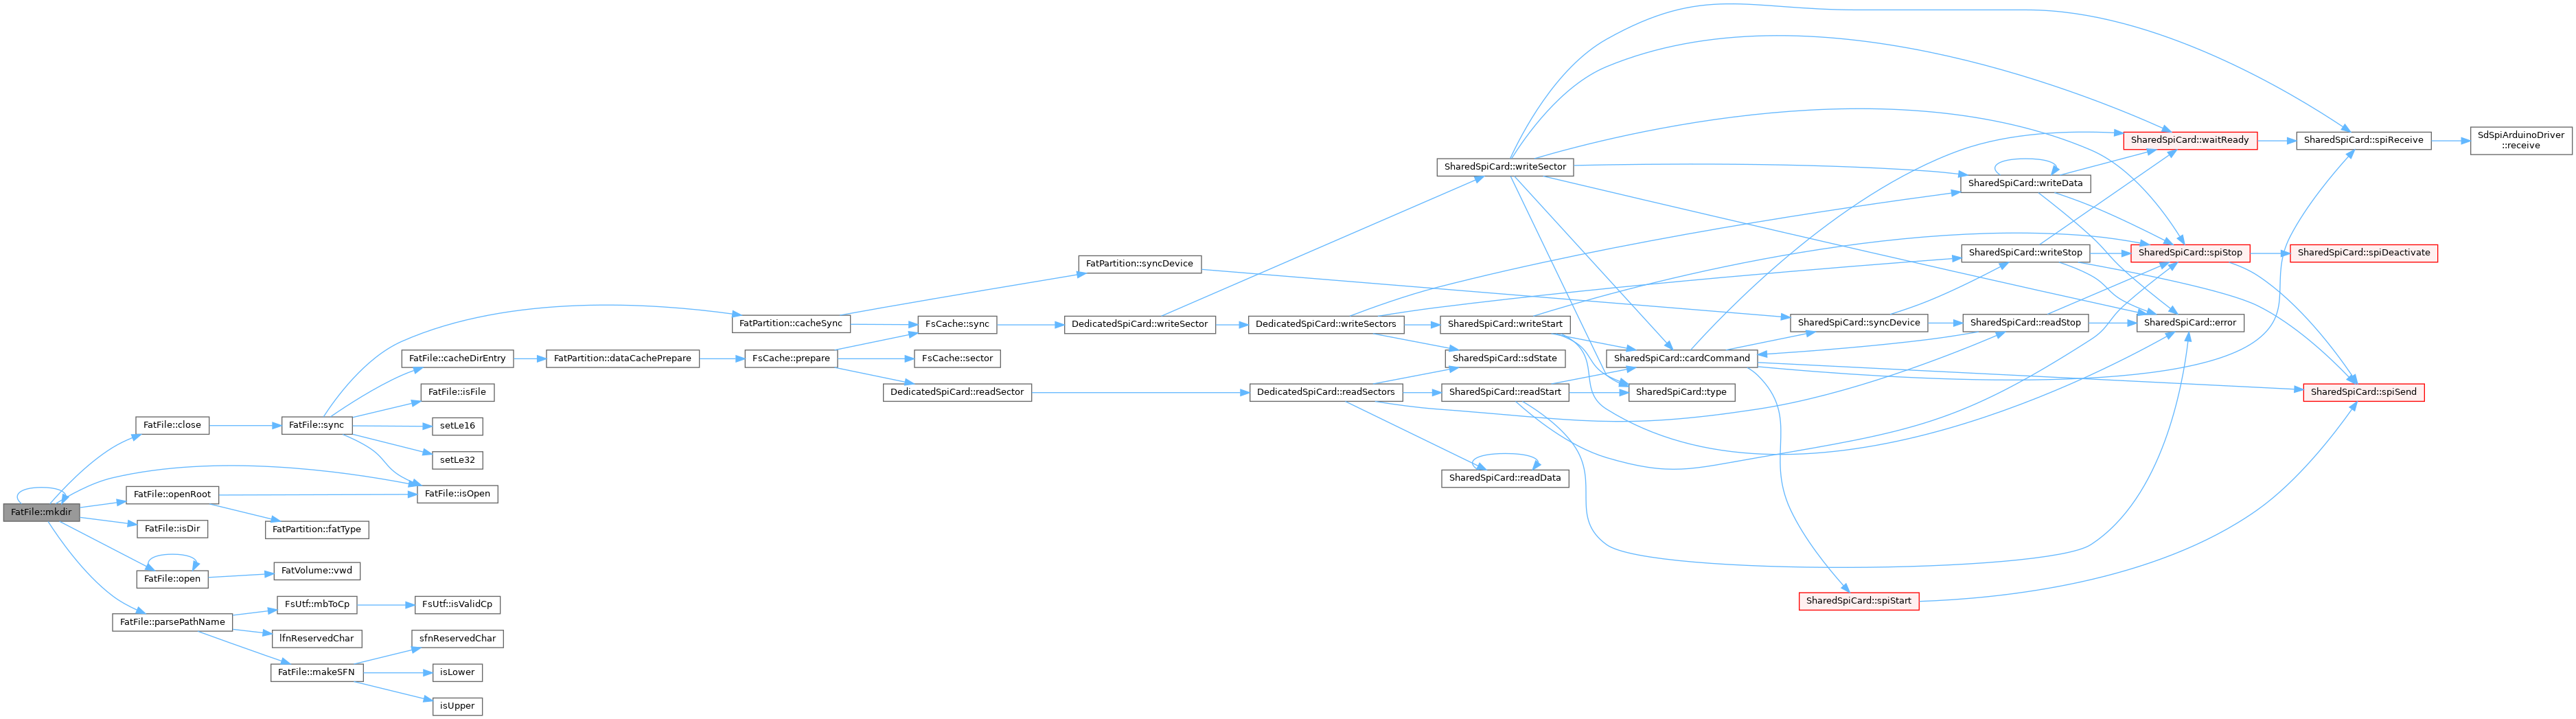 FatFile::mkdir
FatFile::close
FatFile::openRoot
FatFile::isDir
FatFile::open
FatFile::parsePathName
FatFile::sync
FatPartition::fatType
FatVolume::vwd
FsUtf::mbToCp
lfnReservedChar
FatFile::makeSFN
FatFile::cacheDirEntry
FatFile::isFile
setLe16
setLe32
FatFile::isOpen
FsUtf::isValidCp
sfnReservedChar
isLower
isUpper
FatPartition::dataCachePrepare
FatPartition::cacheSync
FsCache::prepare
FsCache::sync
FsCache::sector
DedicatedSpiCard::readSector
FatPartition::syncDevice
DedicatedSpiCard::writeSector
DedicatedSpiCard::writeSectors
DedicatedSpiCard::readSectors
SharedSpiCard::writeSector
SharedSpiCard::writeStart
SharedSpiCard::sdState
SharedSpiCard::readStart
SharedSpiCard::readData
SharedSpiCard::cardCommand
SharedSpiCard::type
SharedSpiCard::syncDevice
SharedSpiCard::spiStart
SharedSpiCard::writeData
SharedSpiCard::writeStop
SharedSpiCard::readStop
SharedSpiCard::waitReady
SharedSpiCard::spiStop
SharedSpiCard::error
SharedSpiCard::spiReceive
SharedSpiCard::spiDeactivate
SharedSpiCard::spiSend
SdSpiArduinoDriver
::receive